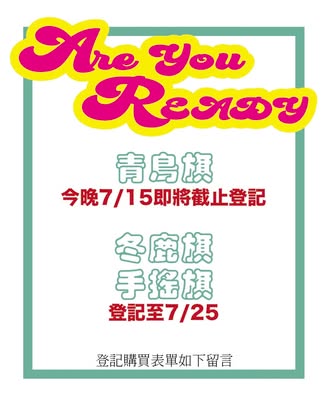 Are You
READY
青鳥旗
今晚7/15即將截止登記
冬鹿旗
手搖旗
登記至7/25
登記購買表單如下留言